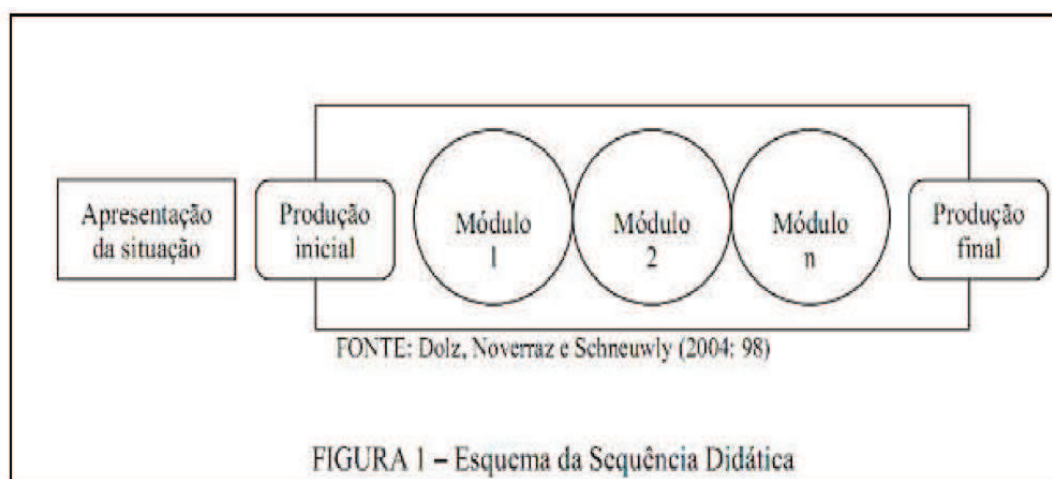 Apresentação
da situação
Produção
inicial
Módulo
1
Módulo
2
Módulo
n
Produção
final
FONTE: Dolz, Noverraz e Schneuwly (2004: 98)
FIGURA 1 – Esquema da Sequência Didática